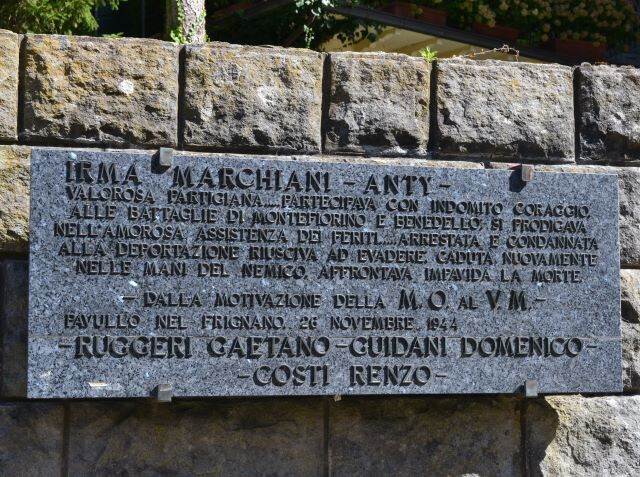 IRMA MARCHIANI - ANTY -
VALOROSA PARTIGIANA.... PARTECIPAVA CON INDOMITO CORAGGIO,
ALLE BATTAGLIE DI MONTEFIORINO E BENEDELLO, SI PRODIGAVA
NELL'AMOROSA ASSISTENZA DEI FERITI... ARRESTATA E CONDANNATA
ALLA DEPORTAZIONE RIUSCIVA AD EVADERE. CADUTA NUOVAMENTE
NELLE MANI DEL NEMICO, AFFRONTAVA IMPAVIDA LA MORTE.
- DALLA MOTIVAZIONE DELLA M.O. AL V.M. -
PAVULLO NEL FRIGNANO, 26 NOVEMBRE, 1944
- RUGGERI GAETANO - GUIDANI DOMENICO -
- COSTI RENZO -